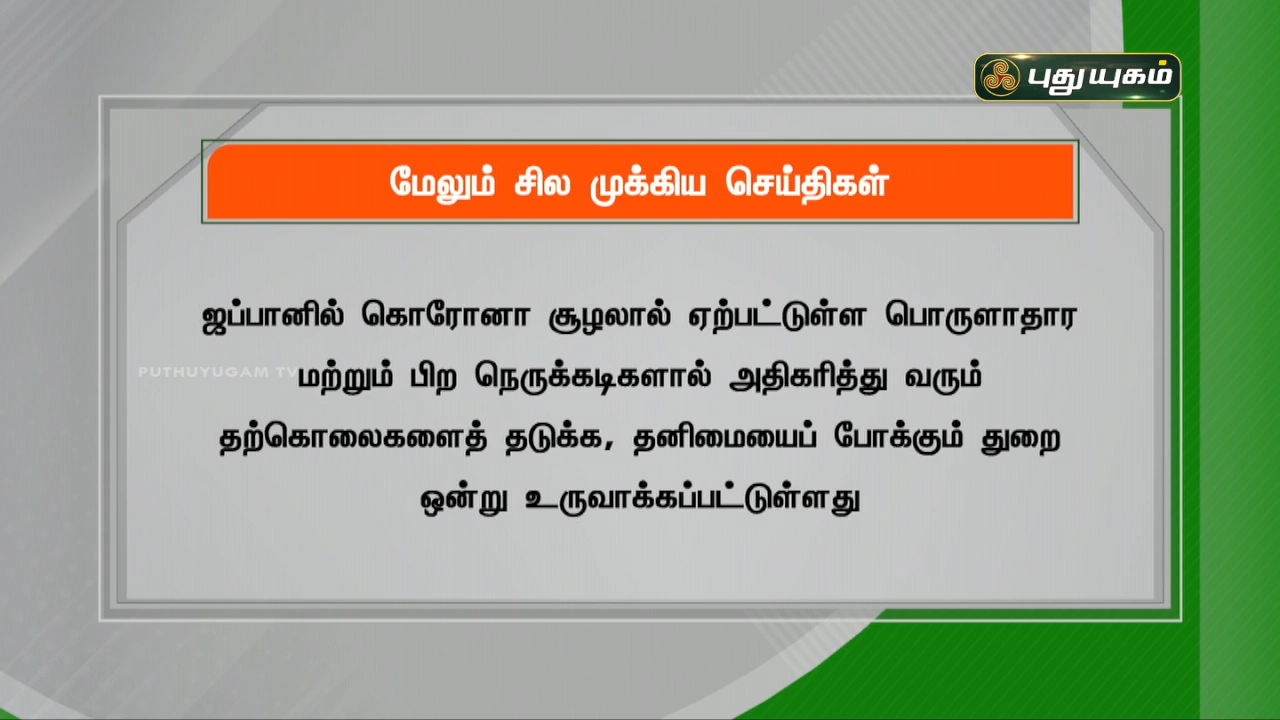 புதுயுகம்
மேலும் சில முக்கிய செய்திகள்
ஜப்பானில் கொரோனா சூழலால் ஏற்பட்டுள்ள பொருளாதார
PUTHUYUGAM TV
மற்றும் பிற நெருக்கடிகளால் அதிகரித்து வரும்
தற்கொலைகளைத் தடுக்க, தனிமையைப் போக்கும் துறை
ஒன்று உருவாக்கப்பட்டுள்ளது